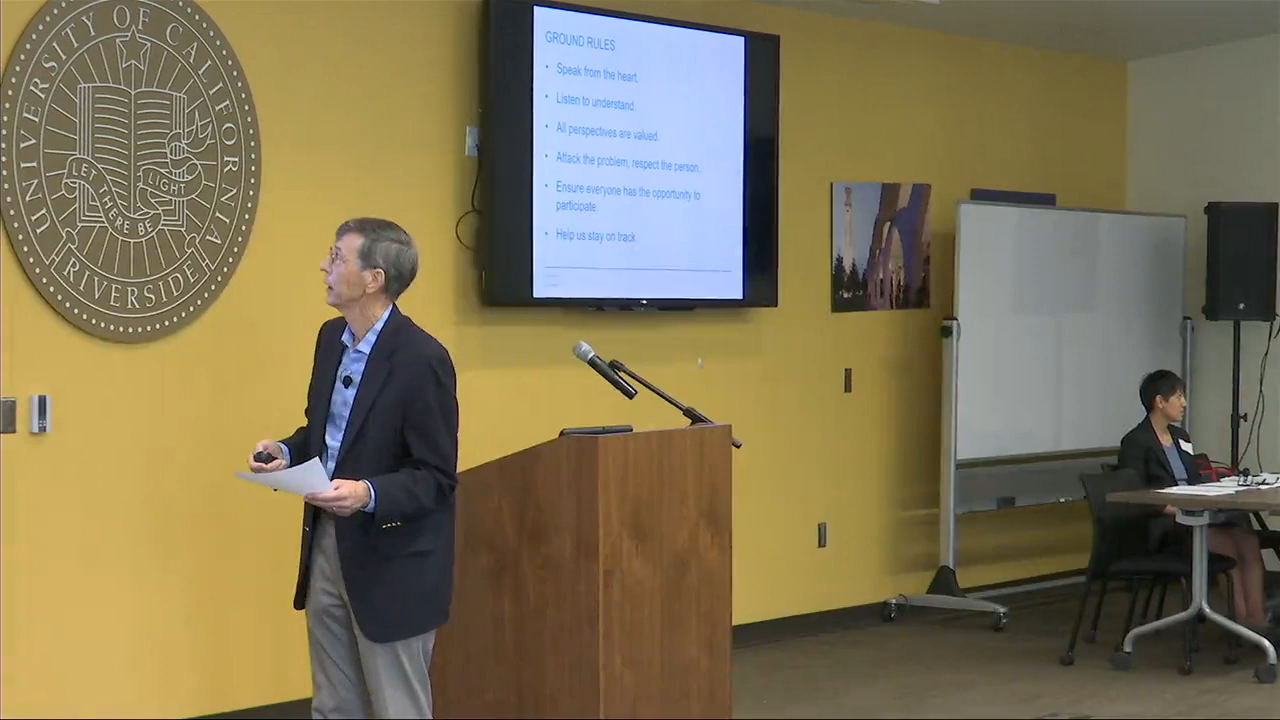 UNIVERSITY OF CALIFORNIA
LET THERE BE LIGHT
RIVERSIDE
GROUND RULES
• Speak from the heart.
• Listen to understand.
• All perspectives are valued.
• Attack the problem, respect the person.
• Ensure everyone has the opportunity to
participate.
• Help us stay on track.